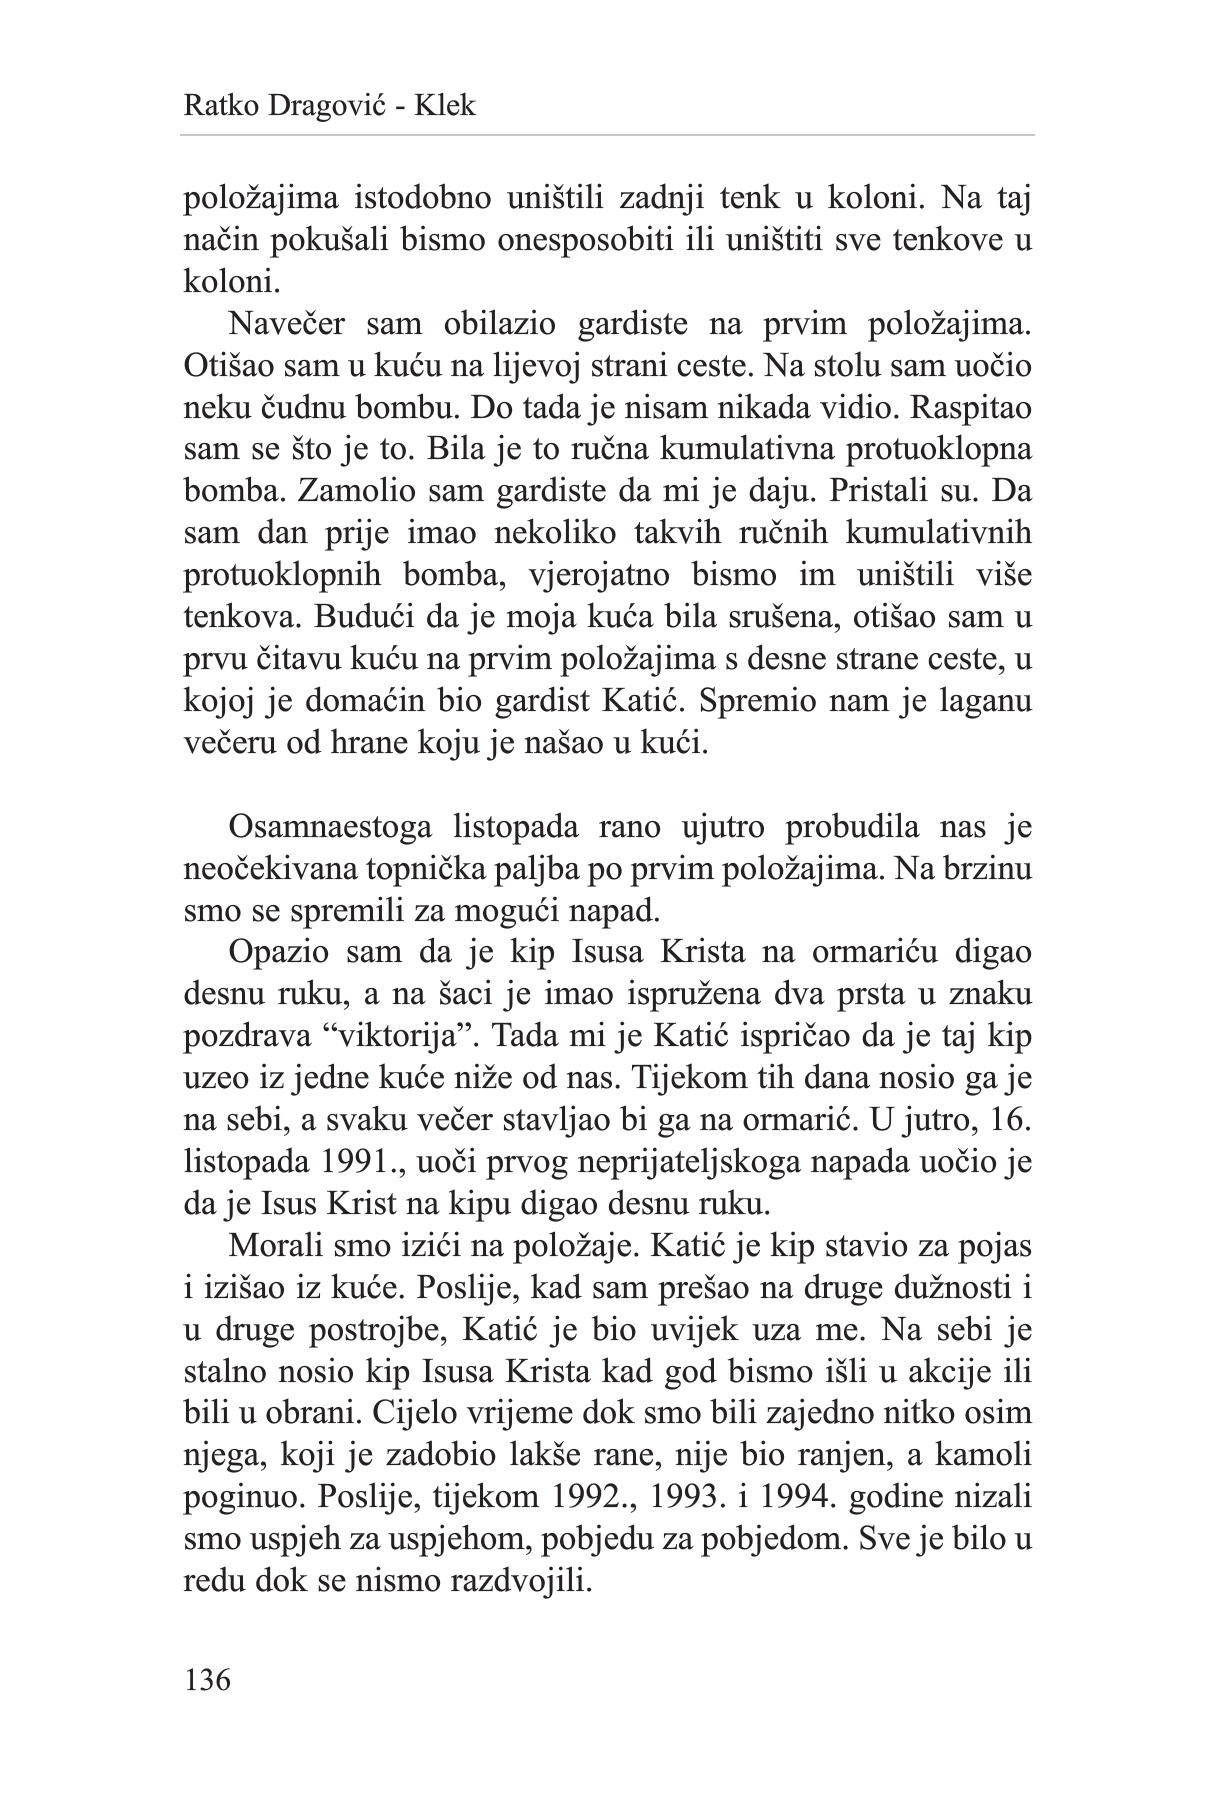 Ratko Dragović - Klek
položajima istodobno uništili zadnji tenk u koloni. Na taj
način pokušali bismo onesposobiti ili uništiti sve tenkove u
koloni.
Navečer sam obilazio gardiste na prvim položajima.
Otišao sam u kuću na lijevoj strani ceste. Na stolu sam uočio
neku čudnu bombu. Do tada je nisam nikada vidio. Raspitao
sam se što je to. Bila je to ručna kumulativna protuoklopna
bomba. Zamolio sam gardiste da mi je daju. Pristali su. Da
sam dan prije imao nekoliko takvih ručnih kumulativnih
protuoklopnih bomba, vjerojatno bismo im uništili više
tenkova. Budući da je moja kuća bila srušena, otišao sam u
prvu čitavu kuću na prvim položajima s desne strane ceste, u
kojoj je domaćin bio gardist Katić. Spremio nam je laganu
večeru od hrane koju je našao u kući.
Osamnaestoga listopada rano ujutro probudila nas je
neočekivana topnička paljba po prvim položajima. Na brzinu
smo se spremili za mogući napad.
Opazio sam da je kip Isusa Krista na ormariću digao
desnu ruku, a na šaci je imao ispružena dva prsta u znaku
pozdrava “viktorija”. Tada mi je Katić ispričao da je taj kip
uzeo iz jedne kuće niže od nas. Tijekom tih dana nosio ga je
na sebi, a svaku večer stavljao bi ga na ormarić. U jutro, 16.
listopada 1991., uoči prvog neprijateljskoga napada uočio je
da je Isus Krist na kipu digao desnu ruku.
Morali smo izići na položaje. Katić je kip stavio za pojas
i izišao iz kuće. Poslije, kad sam prešao na druge dužnosti i
u druge postrojbe, Katić je bio uvijek uza me. Na sebi je
stalno nosio kip Isusa Krista kad god bismo išli u akcije ili
bili u obrani. Cijelo vrijeme dok smo bili zajedno nitko osim
njega, koji je zadobio lakše rane, nije bio ranjen, a kamoli
poginuo. Poslije, tijekom 1992., 1993. i 1994. godine nizali
smo uspjeh za uspjehom, pobjedu za pobjedom. Sve je bilo u
redu dok se nismo razdvojili.
136